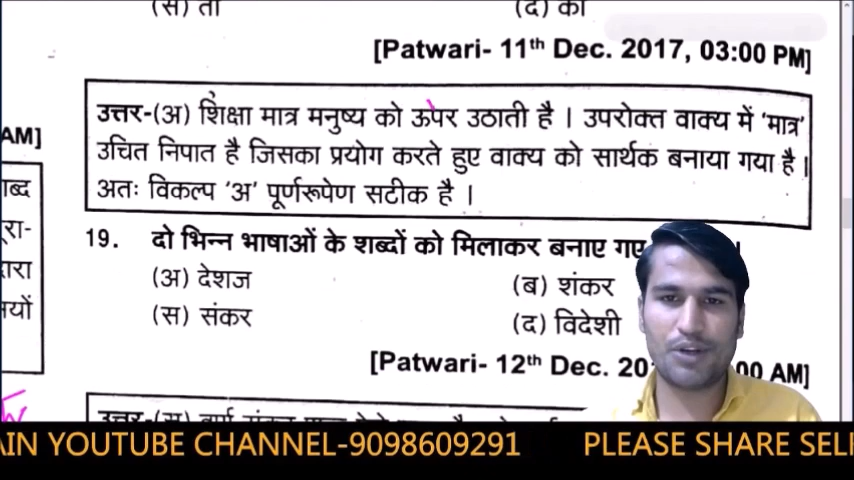 (स) ता
(द) का
[Patwari- 11th Dec. 2017, 03:00 PM]
उत्तर-(अ) शिक्षा मात्र मनुष्य को ऊपर उठाती है । उपरोक्त वाक्य में ‘मात्र’
उचित निपात है जिसका प्रयोग करते हुए वाक्य को सार्थक बनाया गया है।
अतः विकल्प ‘अ’ पूर्णरूपेण सटीक है ।
AM]
19. दो भिन्न भाषाओं के शब्दों को मिलाकर बनाए गए
(अ) देशज
(ब) शंकर
(स) संकर
(द) विदेशी
[Patwari- 12th Dec. 20 00 AM]
YOUTUBE CHANNEL-9098609291 PLEASE SHARE